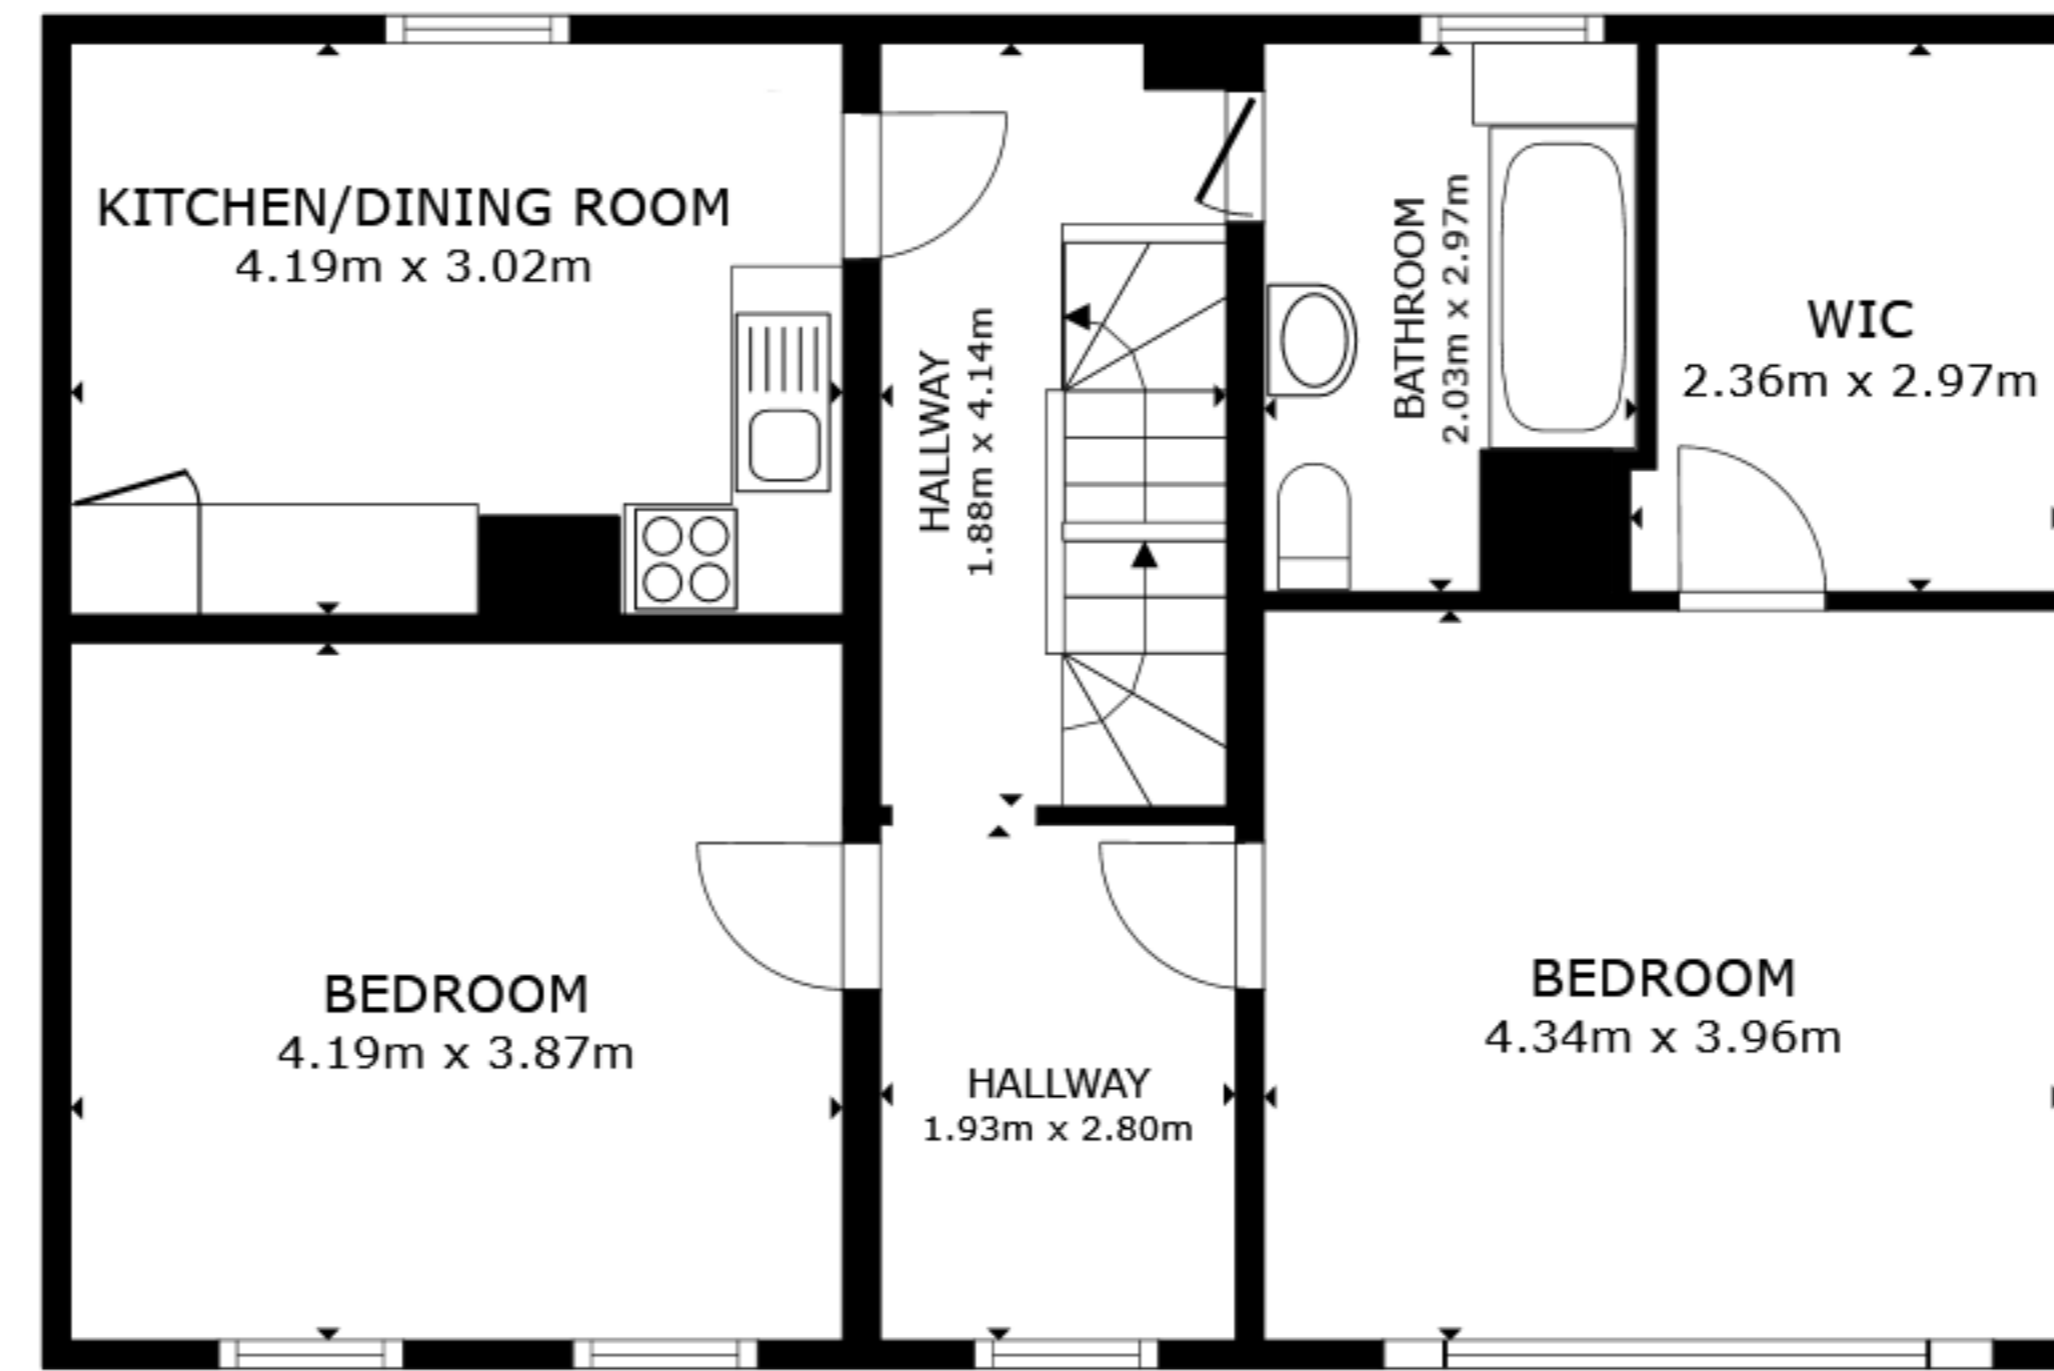 KITCHEN/DINING ROOM
4.19m x 3.02m
HALLWAY
1.88m x 4.14m
BATHROOM
2.03m x 2.97m
WIC
2.36m x 2.97m
BEDROOM
4.19m x 3.87m
HALLWAY
1.93m x 2.80m
BEDROOM
4.34m x 3.96m